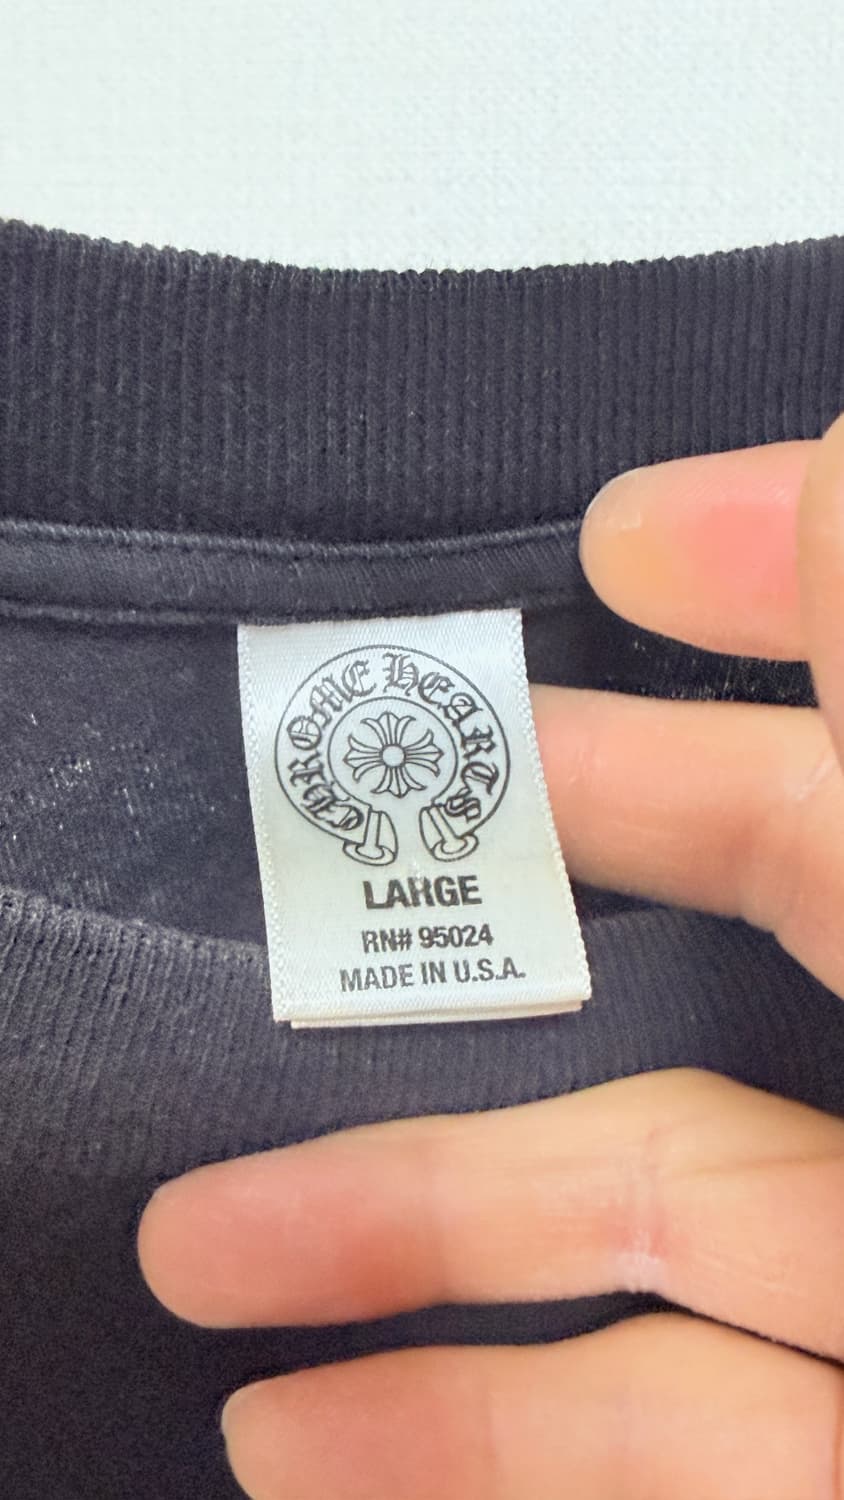 CHROME HEARTS
LARGE
RN# 95024
MADE IN U.S.A.